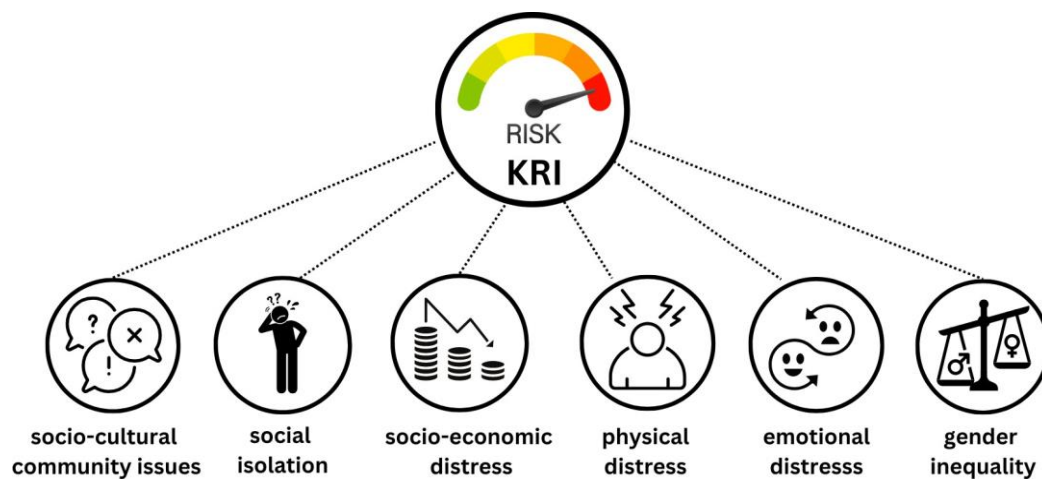 RISK
KRI
? x !
??
socio-cultural
community issues
social
isolation
socio-economic
distress
physical
distress
emotional
distresss
gender
inequality